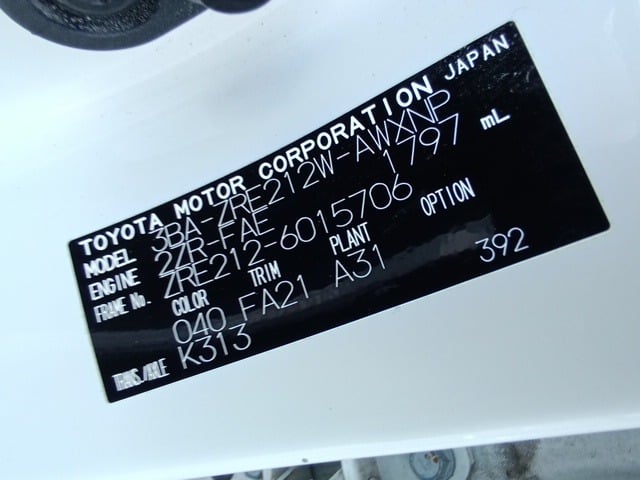 TOYOTA MOTOR CORPORATION JAPAN
MODEL 3BA-ZRE212W-AWXNP
ENGINE 2ZR-FAE 1797 mL
FRAME No. ZRE212-6015706
COLOR TRIM PLANT OPTION
040 FA21 A31 392
TRANS./AXLE K313